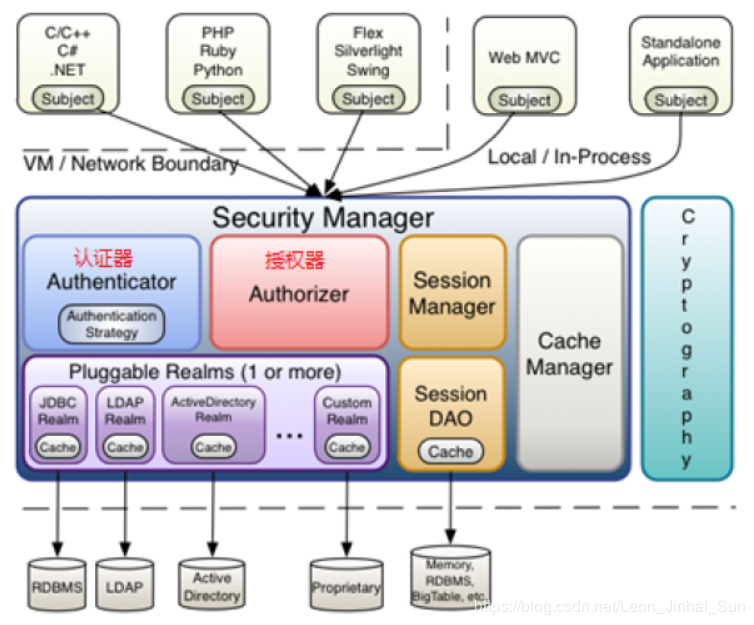 C/C++
C#
.NET
Subject
PHP
Ruby
Python
Subject
Flex
Silverlight
Swing
Subject
Web MVC
Subject
Standalone
Application
Subject
VM / Network Boundary
Local / In-Process
Security Manager
认证器
Authenticator
Authentication
Strategy
授权器
Authorizer
Session
Manager
Cache
Manager
Pluggable Realms (1 or more)
JDBC
Realm
Cache
LDAP
Realm
Cache
ActiveDirectory
Realm
Cache
...
Custom
Realm
Cache
Session
DAO
Cache
Cryptography
RDBMS
LDAP
Active
Directory
Proprietary
Memory,
RDBMS,
BigTable, etc.
https://blog.csdn.net/Leon_Jinhai_Sun